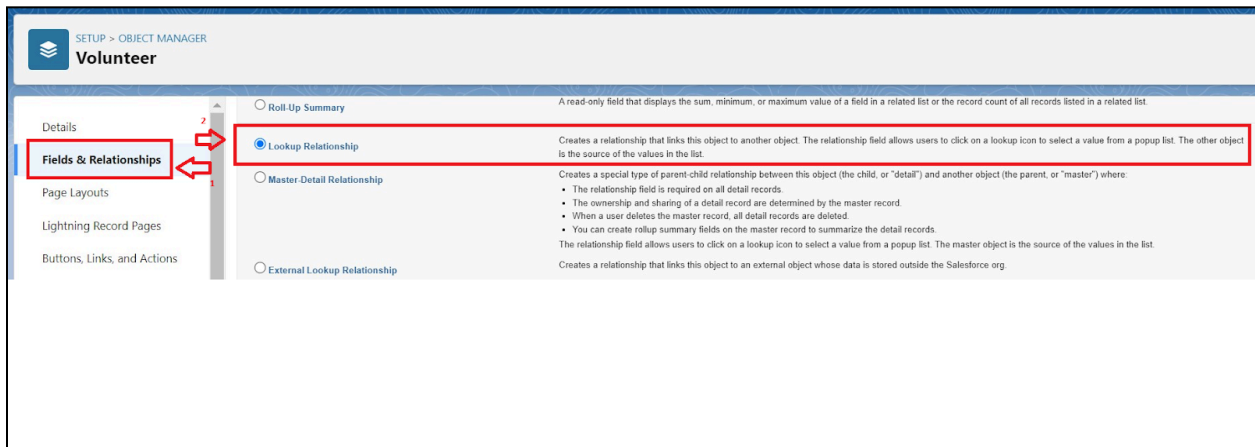 SETUP > OBJECT MANAGER
Volunteer
Details
Fields & Relationships
Page Layouts
Lightning Record Pages
Buttons, Links, and Actions
2
1
Roll-Up Summary
A read-only field that displays the sum, minimum, or maximum value of a field in a related list or the record count of all records listed in a related list.
Lookup Relationship
Creates a relationship that links this object to another object. The relationship field allows users to click on a lookup icon to select a value from a popup list. The other object
is the source of the values in the list.
Master-Detail Relationship
Creates a special type of parent-child relationship between this object (the child, or "detail") and another object (the parent, or "master") where:
• The relationship field is required on all detail records.
• The ownership and sharing of a detail record are determined by the master record.
• When a user deletes the master record, all detail records are deleted.
• You can create rollup summary fields on the master record to summarize the detail records.
The relationship field allows users to click on a lookup icon to select a value from a popup list. The master object is the source of the values in the list.
External Lookup Relationship
Creates a relationship that links this object to an external object whose data is stored outside the Salesforce org.